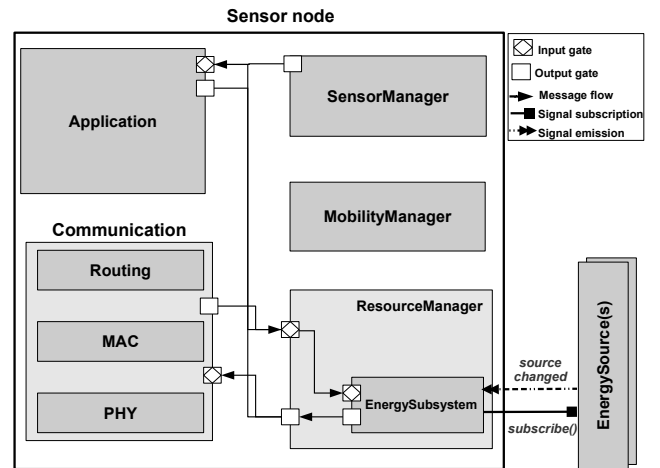 Sensor node
Input gate
Output gate
Message flow
Signal subscription
Signal emission
Application
SensorManager
MobilityManager
Communication
Routing
MAC
PHY
ResourceManager
EnergySubsystem
source
changed
subscribe()
EnergySource(s)